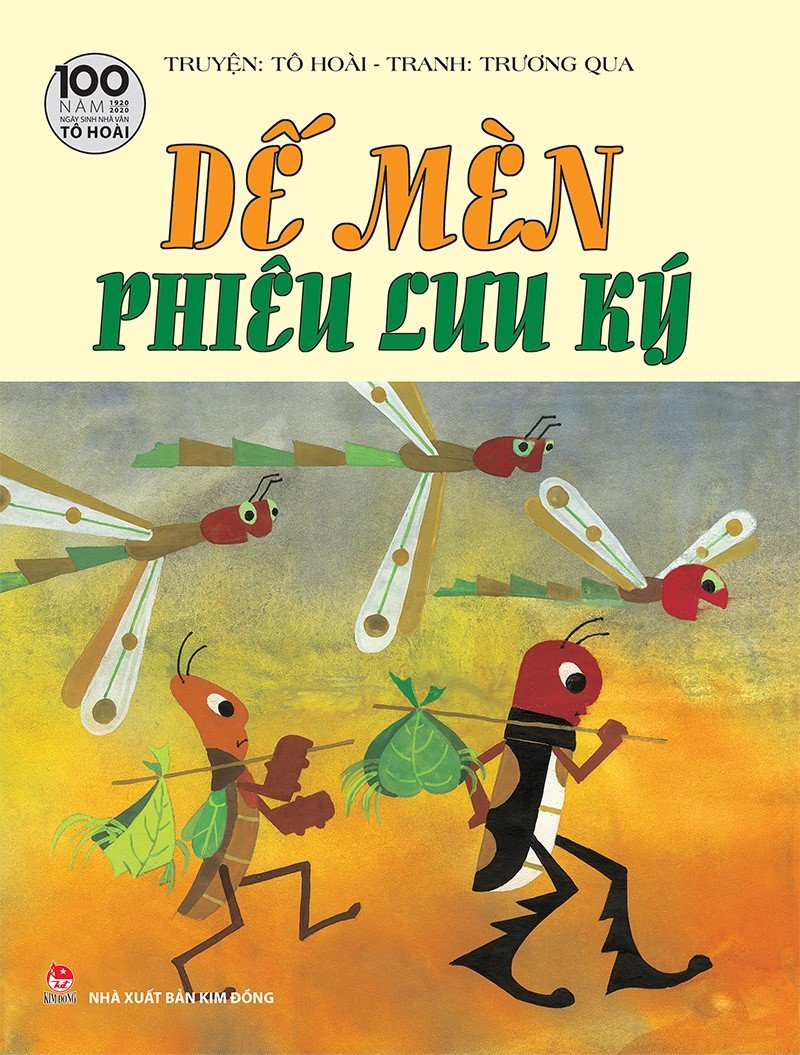 TRUYỆN: TÔ HOÀI - TRANH: TRƯƠNG QUA
100
NĂM 1920 2020
NGÀY SINH NHÀ VĂN
TÔ HOÀI
DẾ MÈN
PHIÊU LƯU KÝ
KIM ĐỒNG
NHÀ XUẤT BẢN KIM ĐỒNG